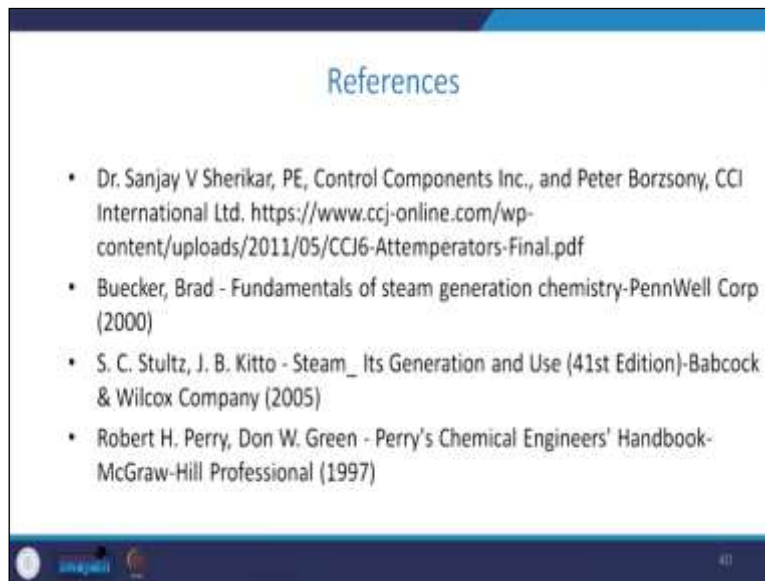 References
• Dr. Sanjay V Sherikar, PE, Control Components Inc., and Peter Borzsony, CCI
International Ltd. https://www.ccj-online.com/wp-
content/uploads/2011/05/CCJ6-Attemperators-Final.pdf
• Buecker, Brad - Fundamentals of steam generation chemistry-PennWell Corp
(2000)
• S. C. Stultz, J. B. Kitto - Steam_ Its Generation and Use (41st Edition)-Babcock
& Wilcox Company (2005)
• Robert H. Perry, Don W. Green - Perry's Chemical Engineers' Handbook-
McGraw-Hill Professional (1997)
swayam
40